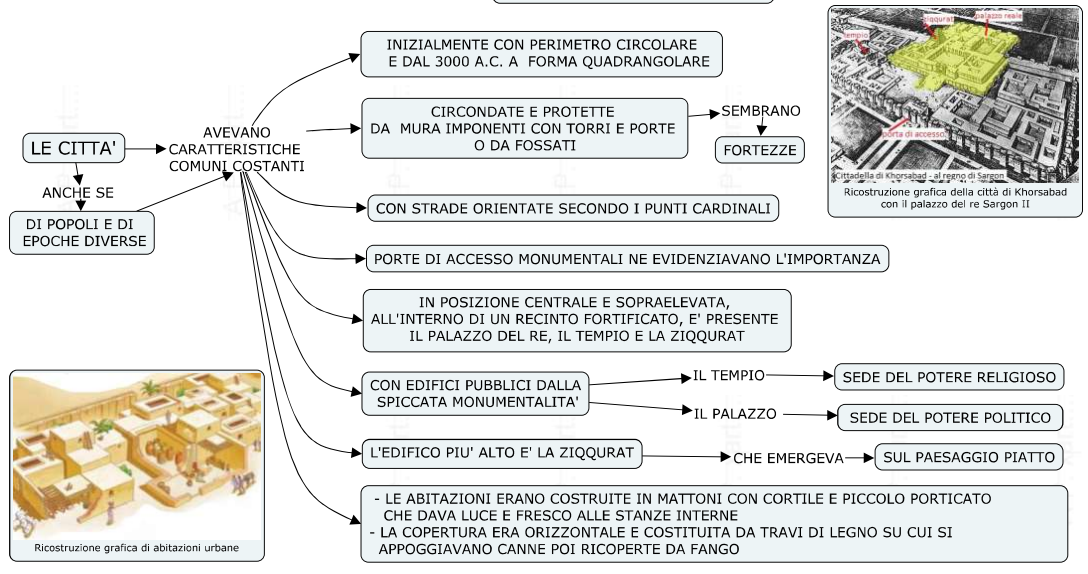 LE CITTA'
ANCHE SE
DI POPOLI E DI
EPOCHE DIVERSE
AVEVANO
CARATTERISTICHE
COMUNI COSTANTI
INIZIALMENTE CON PERIMETRO CIRCOLARE
E DAL 3000 A.C. A FORMA QUADRANGOLARE
CIRCONDATE E PROTETTE
DA MURA IMPONENTI CON TORRI E PORTE
O DA FOSSATI
SEMBRANO
FORTEZZE
CON STRADE ORIENTATE SECONDO I PUNTI CARDINALI
PORTE DI ACCESSO MONUMENTALI NE EVIDENZIAVANO L'IMPORTANZA
IN POSIZIONE CENTRALE E SOPRAELEVATA,
ALL'INTERNO DI UN RECINTO FORTIFICATO, E' PRESENTE
IL PALAZZO DEL RE, IL TEMPIO E LA ZIQQURAT
CON EDIFICI PUBBLICI DALLA
SPICCATA MONUMENTALITA'
IL TEMPIO
SEDE DEL POTERE RELIGIOSO
IL PALAZZO
SEDE DEL POTERE POLITICO
L'EDIFICO PIU' ALTO E' LA ZIQQURAT
CHE EMERGEVA
SUL PAESAGGIO PIATTO
- LE ABITAZIONI ERANO COSTRUITE IN MATTONI CON CORTILE E PICCOLO PORTICATO
CHE DAVA LUCE E FRESCO ALLE STANZE INTERNE
- LA COPERTURA ERA ORIZZONTALE E COSTITUITA DA TRAVI DI LEGNO SU CUI SI
APPOGGIAVANO CANNE POI RICOPERTE DA FANGO
ziqqurat
palazzo reale
tempio
porta di accesso
Cittadella di Khorsabad - al regno di Sargon
Ricostruzione grafica della città di Khorsabad
con il palazzo del re Sargon II
Ricostruzione grafica di abitazioni urbane